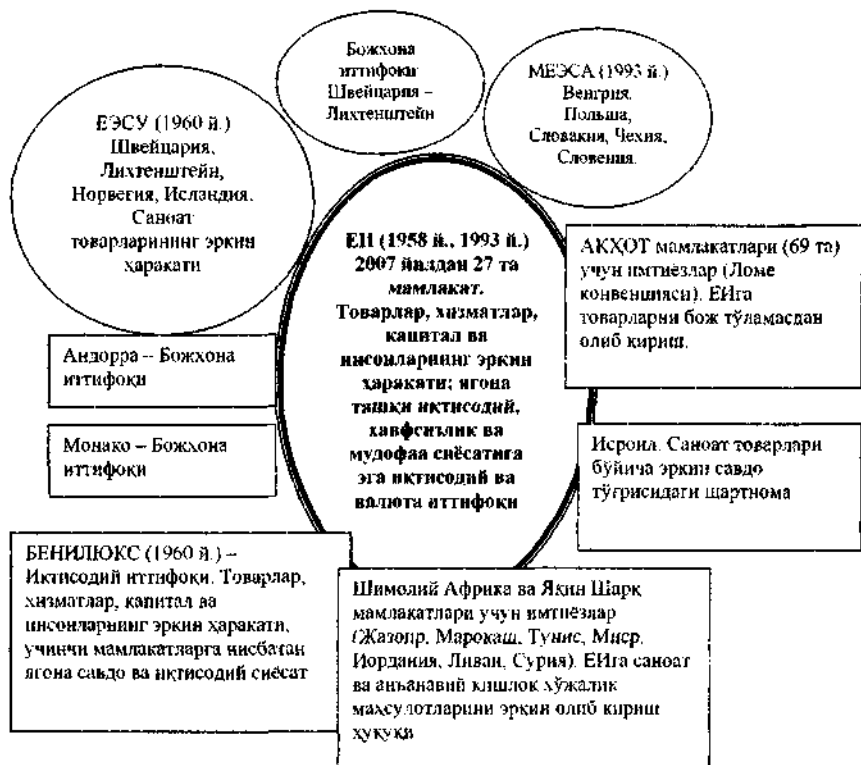 Божхона
иттифоқи
Швейцария –
Лихтенштейн
МЕЭСА (1993 й.)
Венгрия,
Польша,
Словакия, Чехия,
Словения.
ЕЭСУ (1960 й.)
Швейцария,
Лихтенштейн,
Норвегия, Исландия.
Саноат
товарларининг эркин
ҳаракати
ЕИ (1958 й., 1993 й.)
2007 йилдан 27 та
мамлакат.
Товарлар, хизматлар,
капитал ва
инсонларнинг эркин
ҳаракати; ягона
ташқи иқтисодий,
хавфсизлик ва
мудофаа сиёсатига
эга иқтисодий ва
валюта иттифоқи
АКҲОТ мамлакатлари (69 та)
учун имтиёзлар (Ломе
конвенцияси). ЕИга
товарларни бож тўламасдан
олиб кириш.
Андорра – Божхона
иттифоқи
Монако – Божхона
иттифоқи
Исроил. Саноат товарлари
бўйича эркин савдо
тўғрисидаги шартнома
БЕНИЛЮКС (1960 й.) –
Иқтисодий иттифоқи. Товарлар,
хизматлар, капитал ва
инсонларнинг эркин ҳаракати,
учинчи мамлакатларга нисбатан
ягона савдо ва иқтисодий сиёсат
Шимолий Африка ва Яқин Шарқ
мамлакатлари учун имтиёзлар
(Жазоир, Марокаш, Тунис, Миср,
Иордания, Ливан, Сурия). ЕИга саноат
ва анъанавий қишлоқ хўжалик
маҳсулотларини эркин олиб кириш
ҳуқуқи